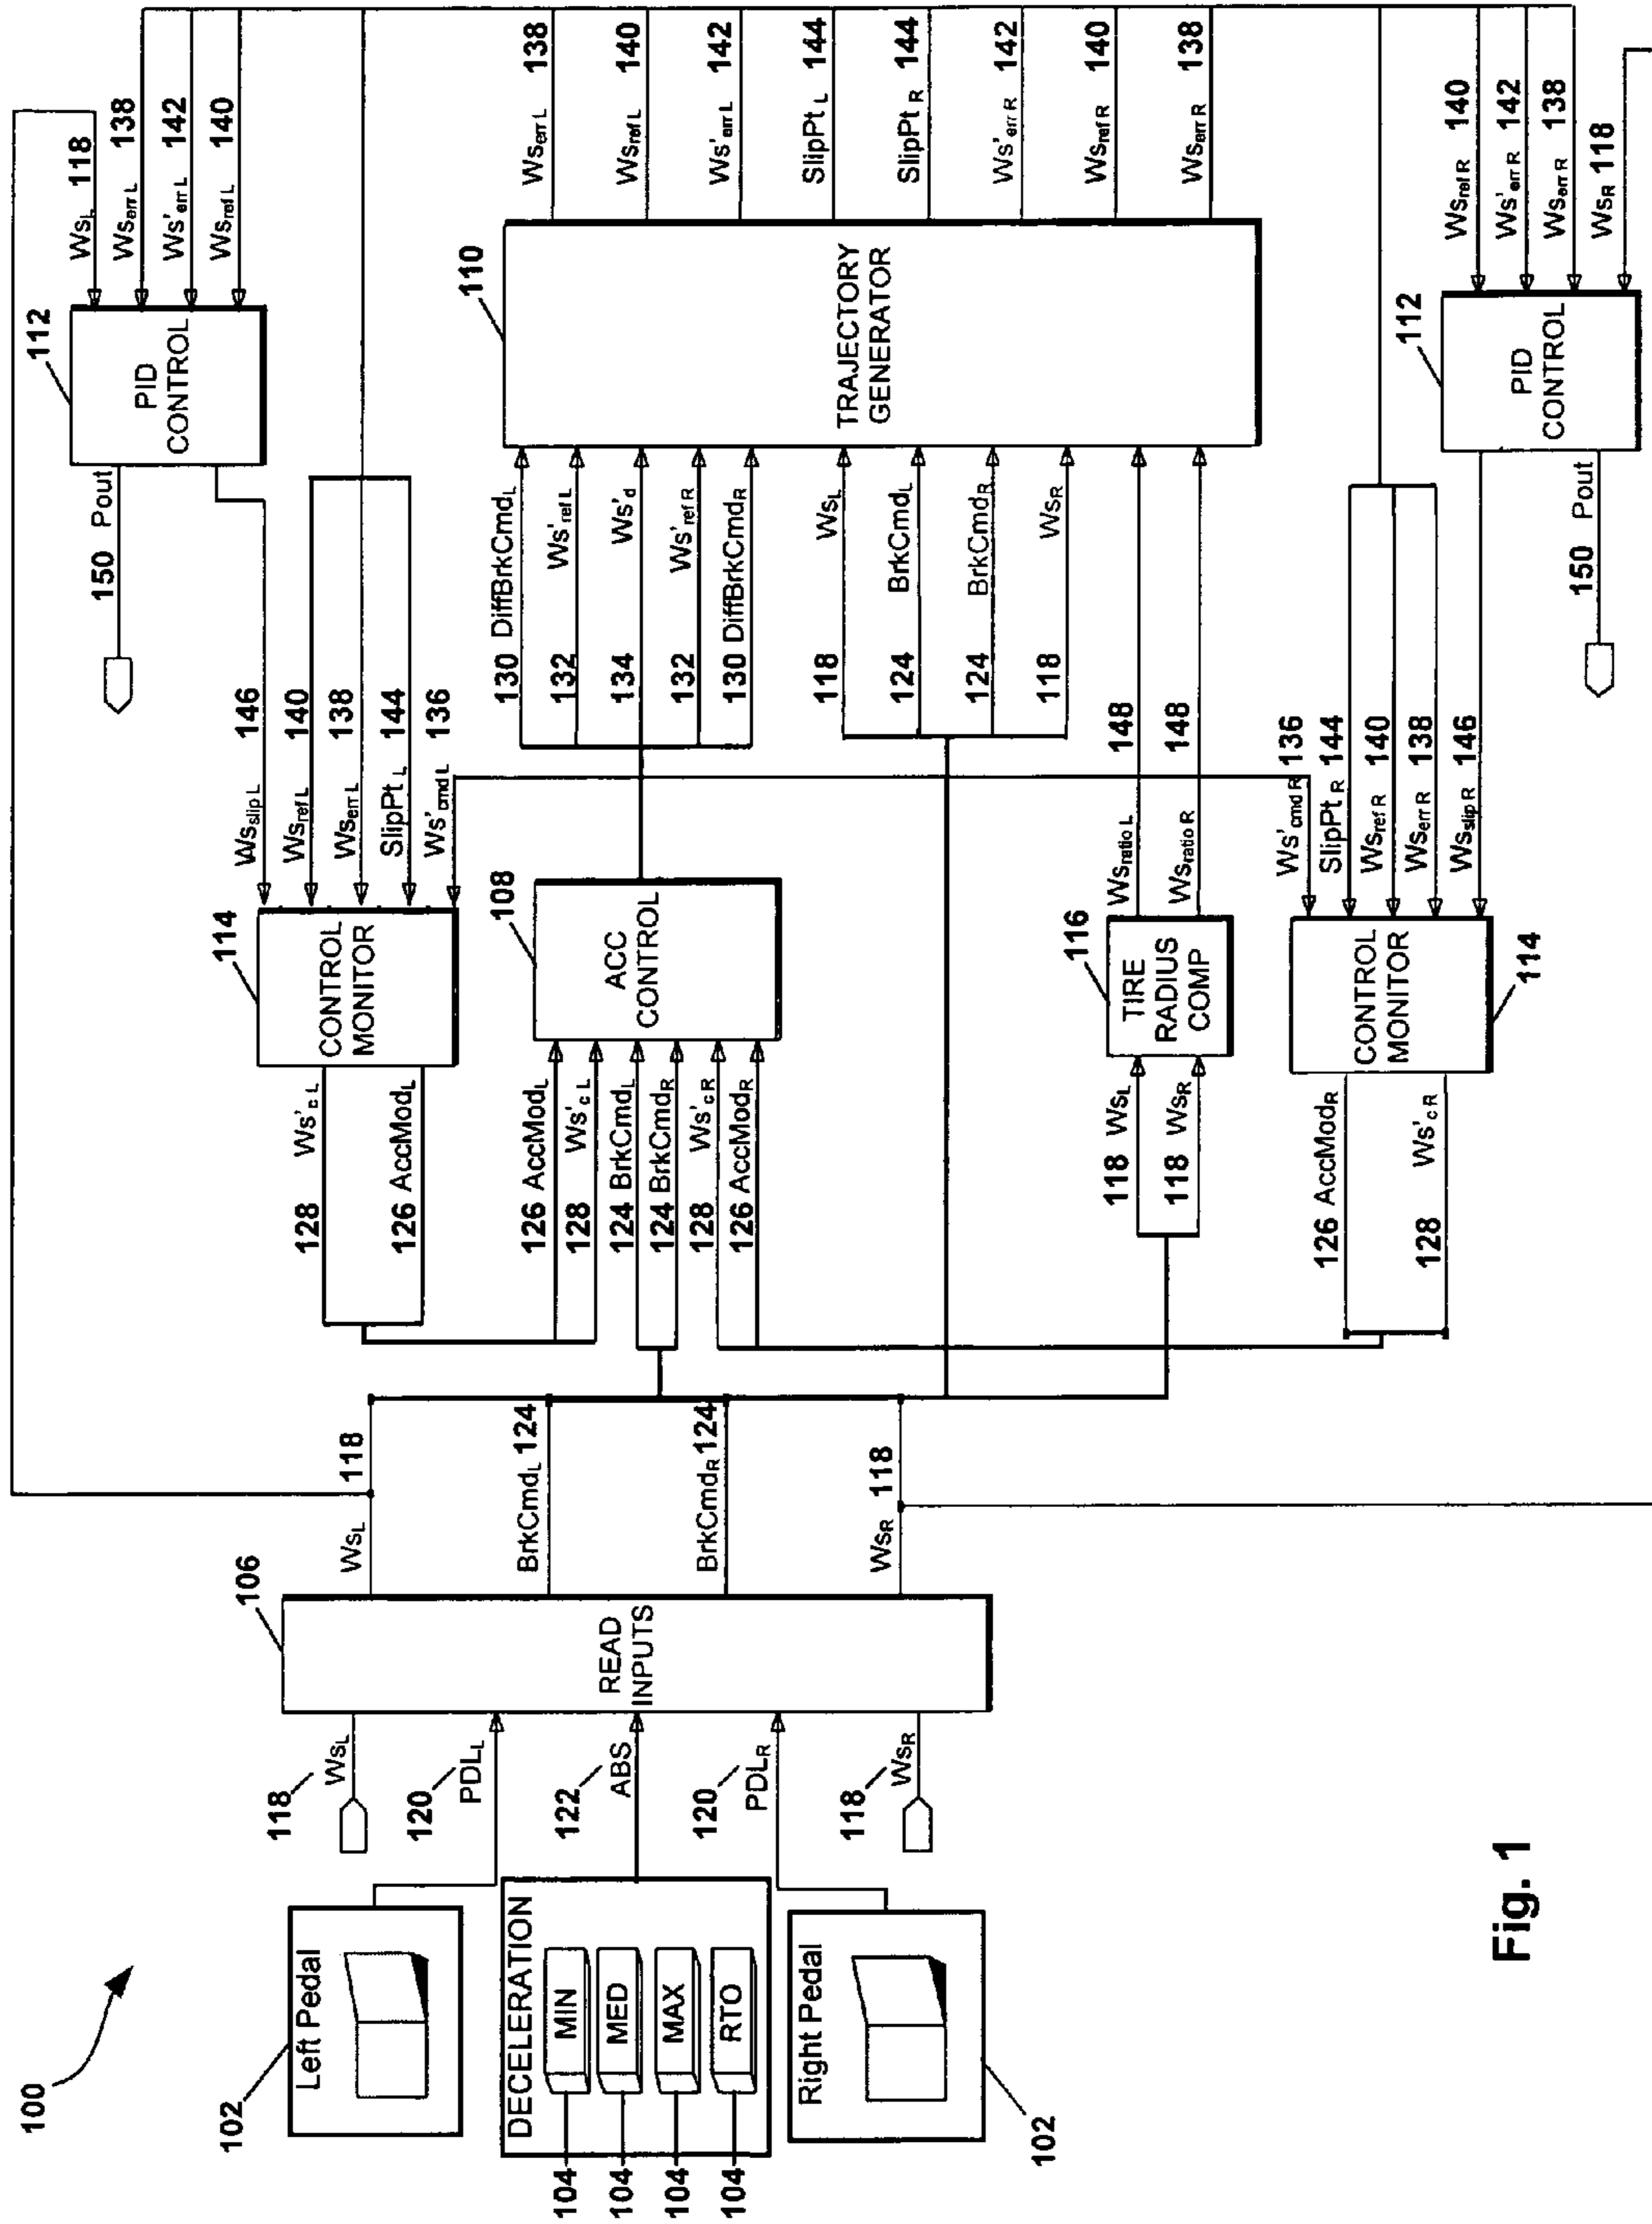 100
102
Left Pedal
DECELERATION
104 MIN
104 MED
104 MAX
104 RTO
Right Pedal
102
118 WsL
120 PDLL
122 ABS
120 PDLR
118 WsR
106
READ
INPUTS
WsL 118
BrkCmdL 124
BrkCmdR 124
WsR 118
114
CONTROL
MONITOR
128 Ws'c L
126 AccModL
WsslipL 146
Wsref L 140
Wserr L 138
SlipPt L 144
Ws'cmd L 136
108
ACC
CONTROL
126 AccModL
128 Ws'c L
124 BrkCmdL
124 BrkCmdR
128 Ws'c R
126 AccModR
116
TIRE
RADIUS
COMP
118 WsL
118 WsR
Wsratio L 148
Wsratio R 148
CONTROL
MONITOR
114
126 AccModR
128 Ws'c R
Ws'cmd R 136
SlipPt R 144
Wsref R 140
Wserr R 138
Wsslip R 146
112
PID
CONTROL
150 Pout
WsL 118
Wserr L 138
Ws'err L 142
Wsref L 140
110
TRAJECTORY
GENERATOR
130 DiffBrkCmdL
132 Ws'ref L
134 Ws'd
132 Ws'ref R
130 DiffBrkCmdR
118 WsL
124 BrkCmdL
124 BrkCmdR
118 WsR
Wserr L 138
Wsref L 140
Ws'err L 142
SlipPt L 144
SlipPt R 144
Ws'err R 142
Wsref R 140
Wserr R 138
112
PID
CONTROL
150 Pout
Wsref R 140
Ws'err R 142
Wserr R 138
WsR 118
Fig. 1